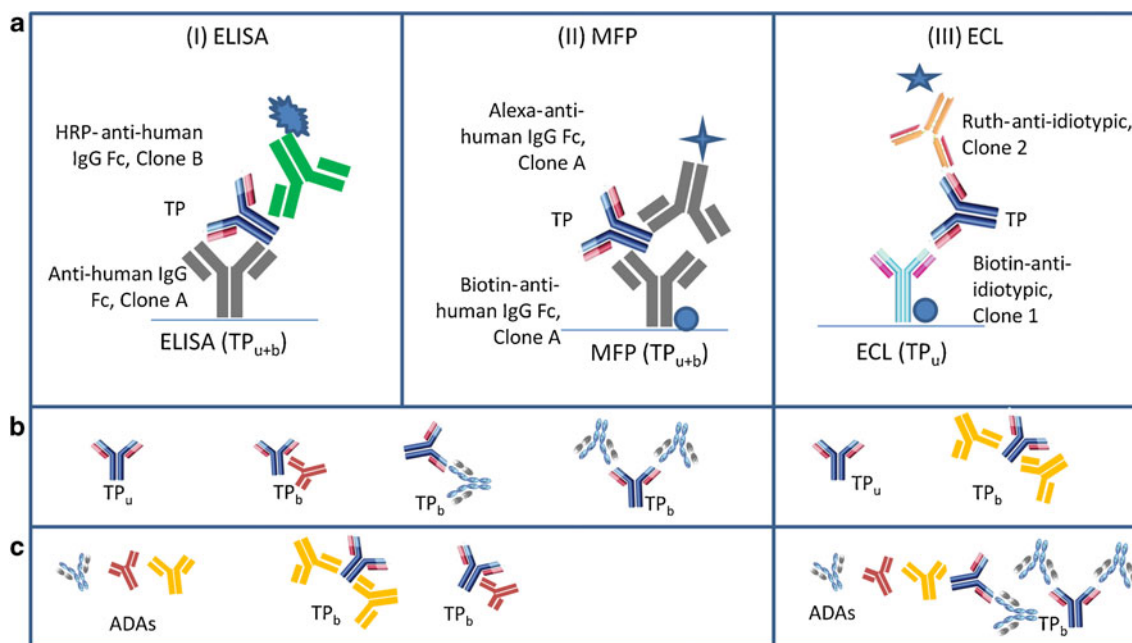 a
(I) ELISA
HRP-anti-human
IgG Fc, Clone B
TP
Anti-human IgG
Fc, Clone A
ELISA (TPu+b)
(II) MFP
Alexa-anti-
human IgG Fc,
Clone A
TP
Biotin-anti-
human IgG Fc,
Clone A
MFP (TPu+b)
(III) ECL
Ruth-anti-idiotypic,
Clone 2
TP
Biotin-anti-
idiotypic,
Clone 1
ECL (TPu)
b
TPu
TPb
TPb
TPb
TPu
TPb
c
ADAs
TPb
TPb
ADAs
TPb